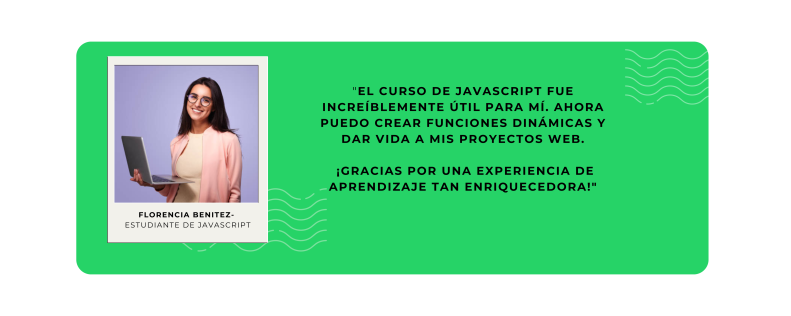 "EL CURSO DE JAVASCRIPT FUE
INCREÍBLEMENTE ÚTIL PARA MÍ. AHORA
PUEDO CREAR FUNCIONES DINÁMICAS Y
DAR VIDA A MIS PROYECTOS WEB.
¡GRACIAS POR UNA EXPERIENCIA DE
APRENDIZAJE TAN ENRIQUECEDORA!"
FLORENCIA BENITEZ-
ESTUDIANTE DE JAVASCRIPT